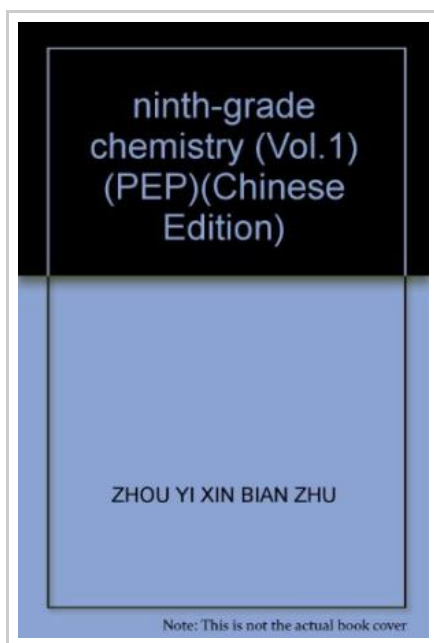 ninth-grade
chemistry (Vol.1)
(PEP)(Chinese
Edition)
ZHOU YI XIN BIAN ZHU
Note: This is not the actual book cover